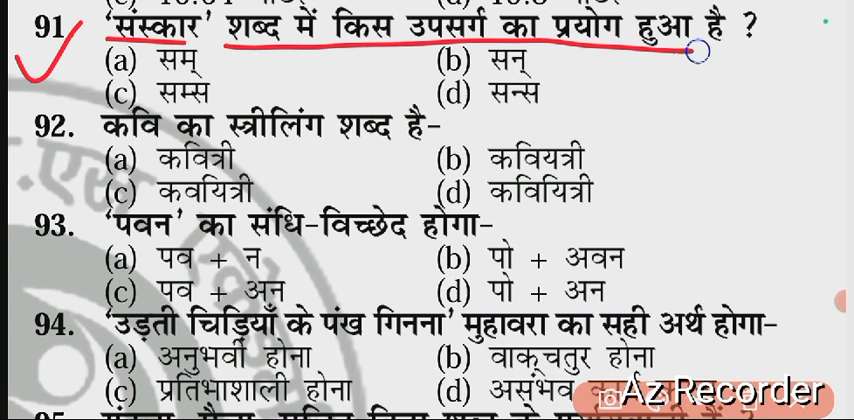 91. 'संस्कार' शब्द में किस उपसर्ग का प्रयोग हुआ है ?
(a) सम् (b) सन्
(c) सम्स (d) सन्स
92. कवि का स्त्रीलिंग शब्द है-
(a) कवित्री (b) कवियत्री
(c) कवयित्री (d) कवियित्री
93. 'पवन' का संधि-विच्छेद होगा-
(a) पव + न (b) पो + अवन
(c) पव + अन (d) पो + अन
94. 'उड़ती चिड़ियाँ के पंख गिनना' मुहावरा का सही अर्थ होगा-
(a) अनुभवी होना (b) वाक्चतुर होना
(c) प्रतिभाशाली होना (d) असंभव
Az Recorder